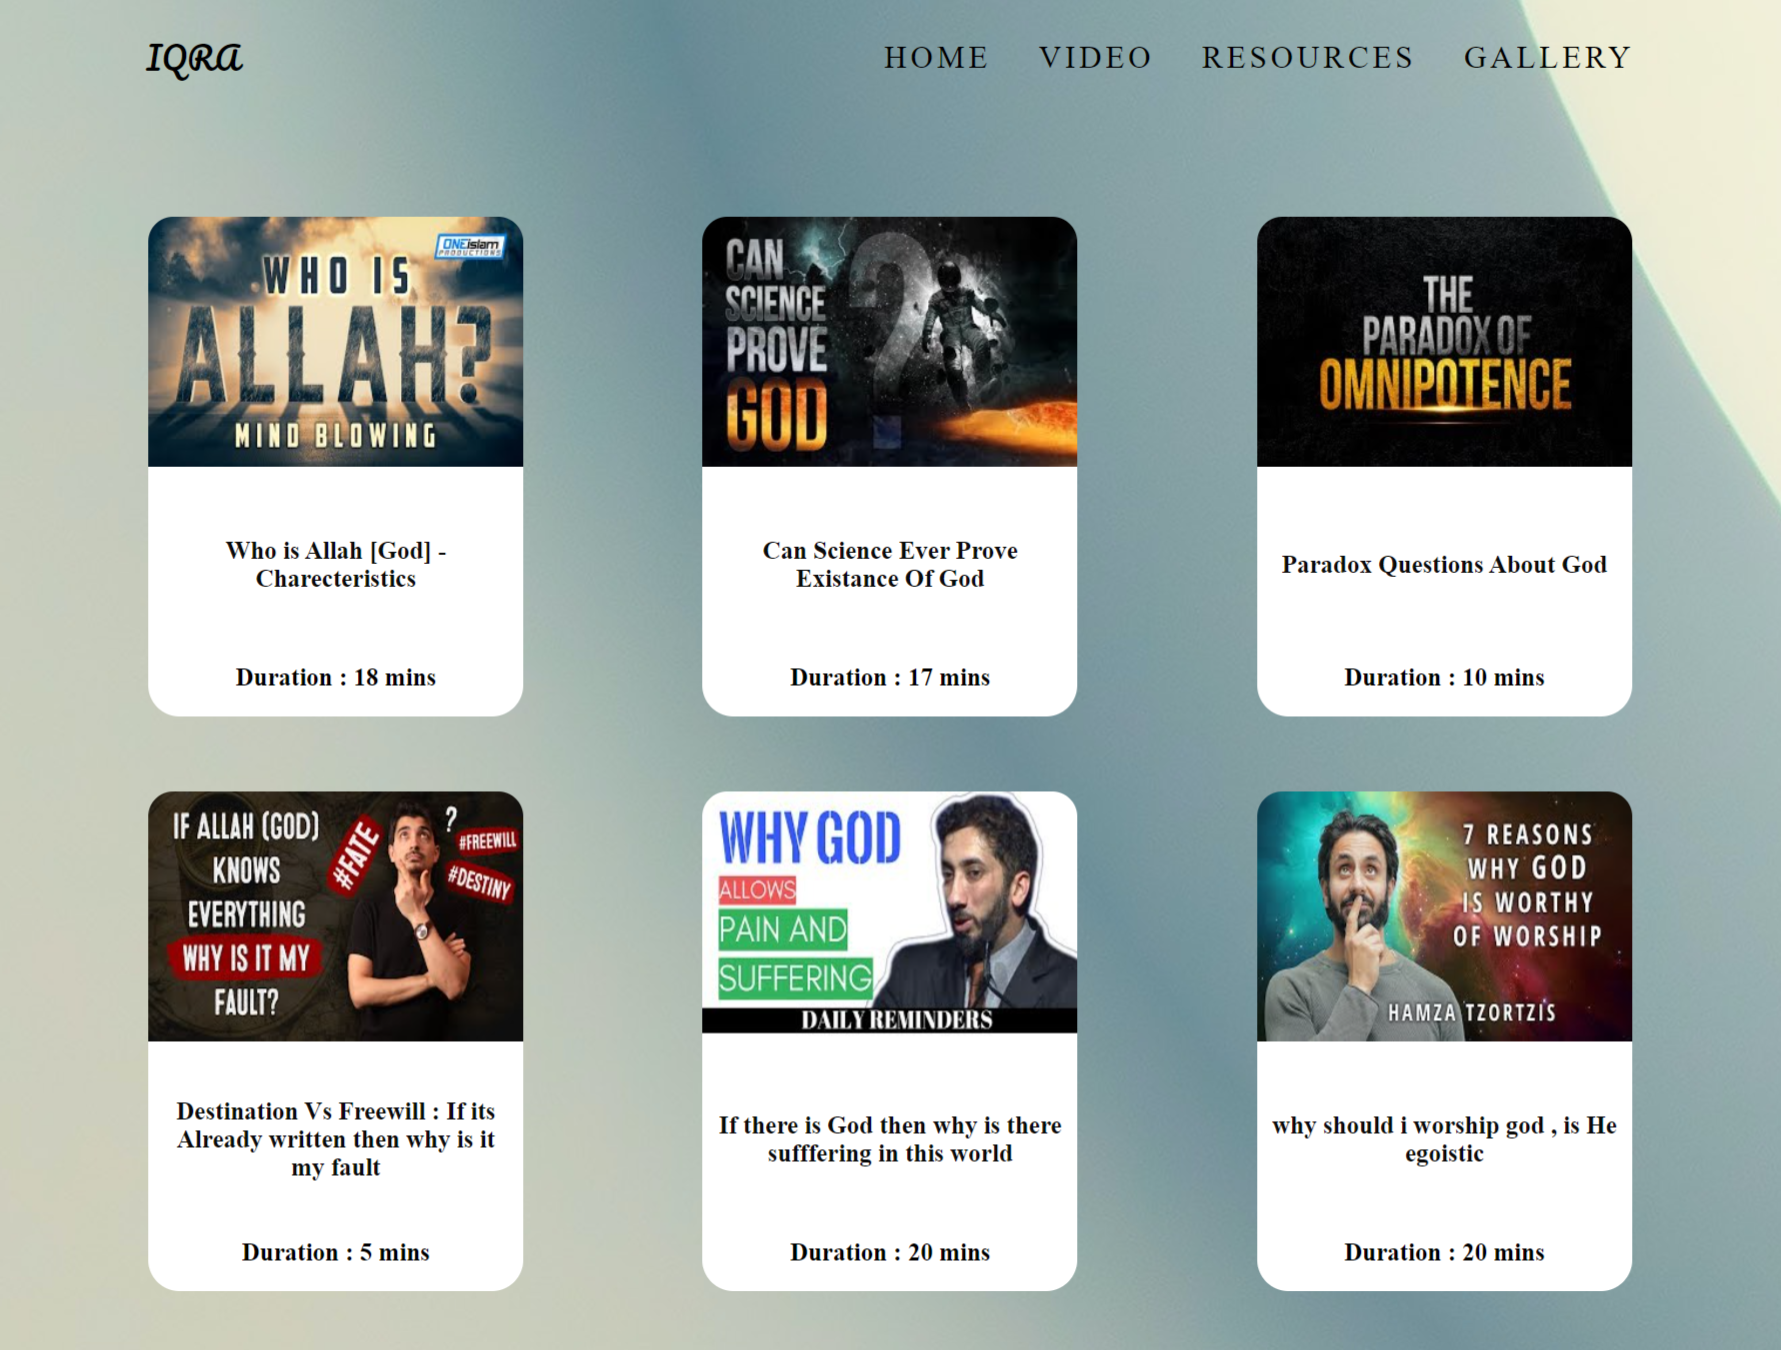 IQRA
HOME VIDEO RESOURCES GALLERY
ONEislam
PRODUCTIONS
WHO IS
ALLAH?
MIND BLOWING
Who is Allah [God] -
Charecteristics
Duration : 18 mins
CAN
SCIENCE
PROVE
GOD
?
Can Science Ever Prove
Existance Of God
Duration : 17 mins
THE
PARADOX OF
OMNIPOTENCE
Paradox Questions About God
Duration : 10 mins
IF ALLAH (GOD)
KNOWS
EVERYTHING
WHY IS IT MY
FAULT?
#FATE
?
#FREEWILL
#DESTINY
Destination Vs Freewill : If its
Already written then why is it
my fault
Duration : 5 mins
WHY GOD
ALLOWS
PAIN AND
SUFFERING
DAILY REMINDERS
If there is God then why is there
sufffering in this world
Duration : 20 mins
7 REASONS
WHY GOD
IS WORTHY
OF WORSHIP
HAMZA TZORTZIS
why should i worship god , is He
egoistic
Duration : 20 mins